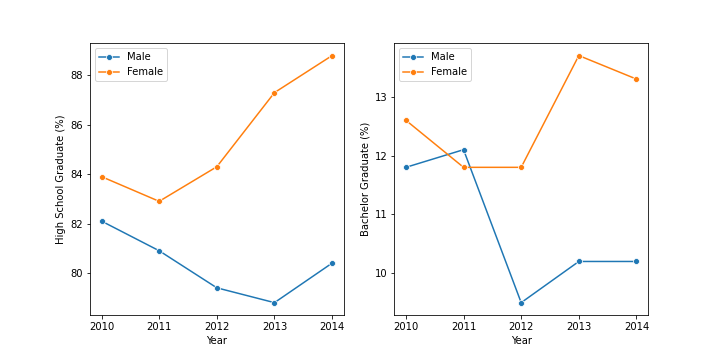 Male
Female
88
86
84
82
80
High School Graduate (%)
2010 2011 2012 2013 2014
Year
Male
Female
13
12
11
10
Bachelor Graduate (%)
2010 2011 2012 2013 2014
Year